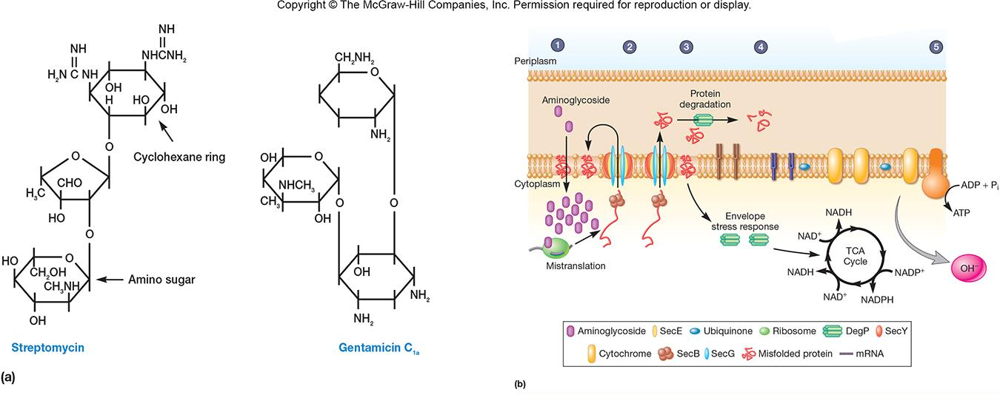 Copyright © The McGraw-Hill Companies, Inc. Permission required for reproduction or display.
NH
NH
H₂N C NH
NHCNH₂
OH
H
HO
OH
O
Cyclohexane ring
O
CHO
H₃C
HO
O
HO
O
CH₂OH
CH₃NH
Amino sugar
OH
Streptomycin
(a)
CH₂NH₂
O
NH₂
OH
O
NHCH₃
CH₃
OH
O
O
OH
NH₂
NH₂
Gentamicin C₁ₐ
1
2
3
4
5
Periplasm
Aminoglycoside
Protein
degradation
Cytoplasm
ADP + Pᵢ
ATP
Envelope
stress response
NADH
NAD⁺
TCA
Cycle
NADH
NADP⁺
NAD⁺
NADPH
OH⁻
Mistranslation
Aminoglycoside SecE Ubiquinone Ribosome DegP SecY
Cytochrome SecB SecG Misfolded protein mRNA
(b)